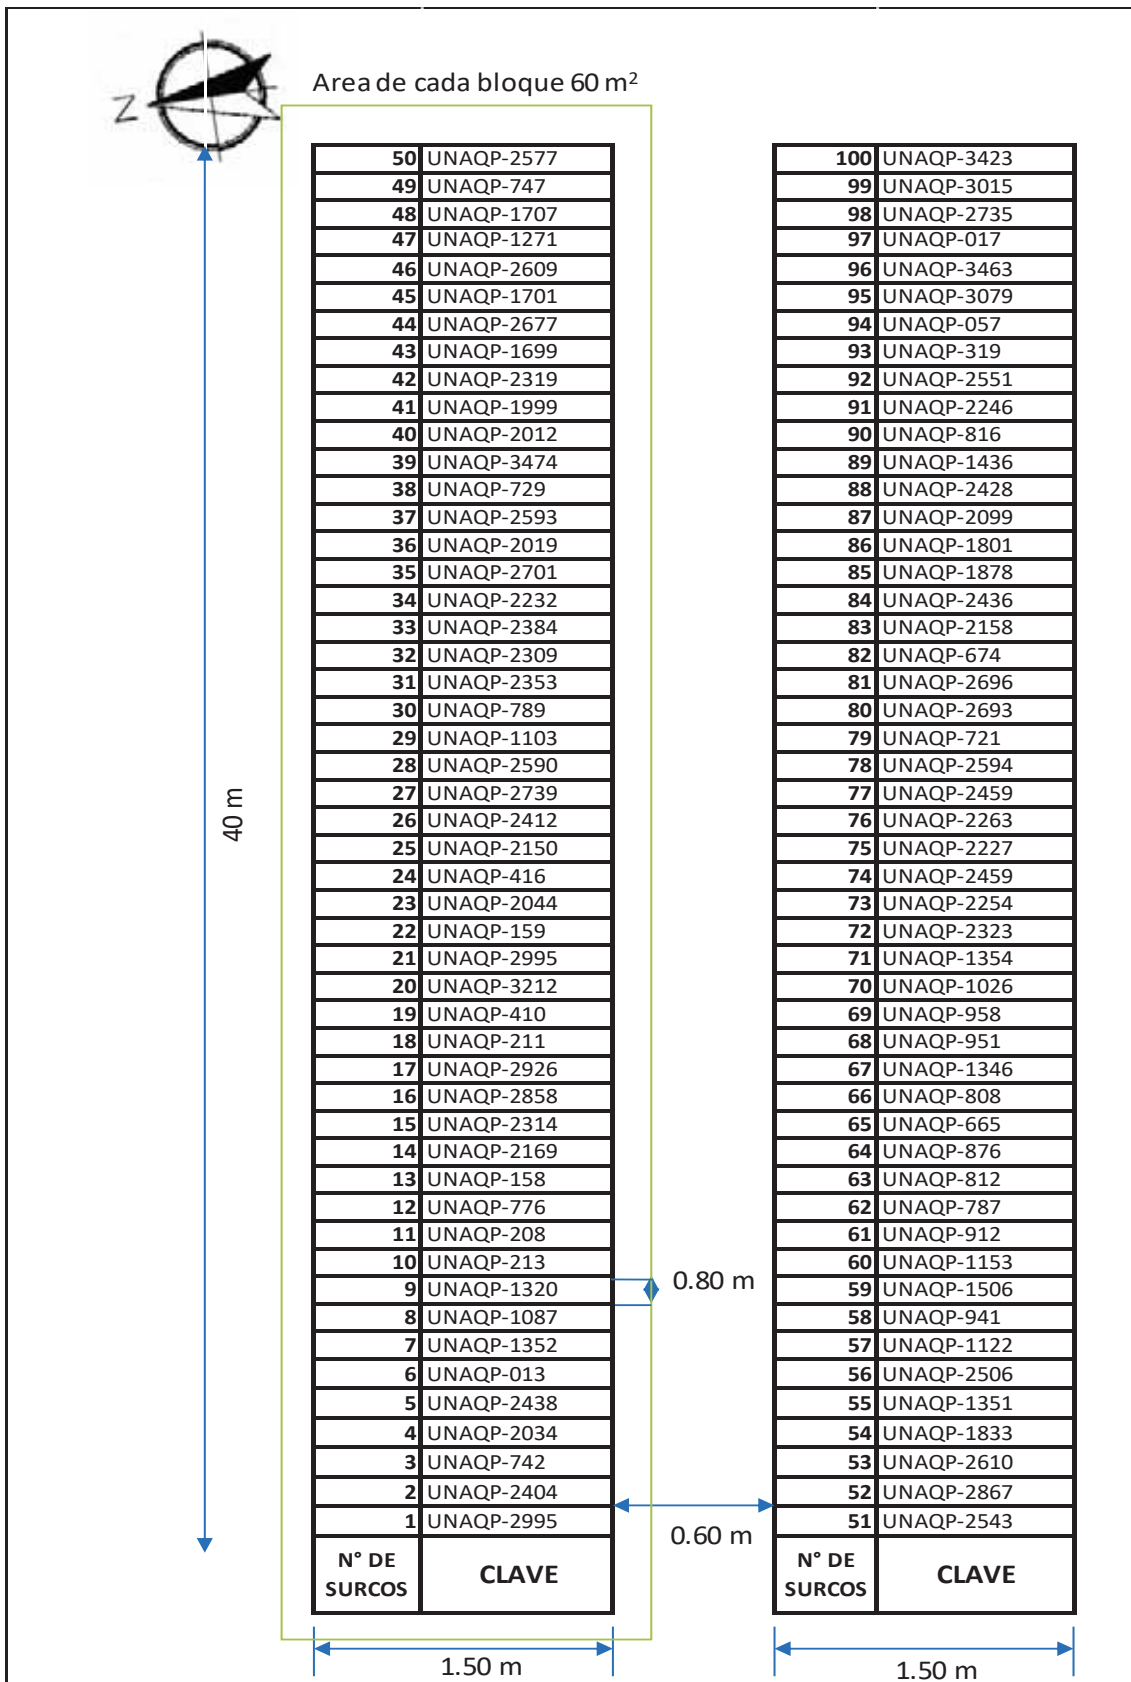 Z
Area de cada bloque 60 m²
50 UNAQP-2577 100 UNAQP-3423
49 UNAQP-747 99 UNAQP-3015
48 UNAQP-1707 98 UNAQP-2735
47 UNAQP-1271 97 UNAQP-017
46 UNAQP-2609 96 UNAQP-3463
45 UNAQP-1701 95 UNAQP-3079
44 UNAQP-2677 94 UNAQP-057
43 UNAQP-1699 93 UNAQP-319
42 UNAQP-2319 92 UNAQP-2551
41 UNAQP-1999 91 UNAQP-2246
40 UNAQP-2012 90 UNAQP-816
39 UNAQP-3474 89 UNAQP-1436
38 UNAQP-729 88 UNAQP-2428
37 UNAQP-2593 87 UNAQP-2099
36 UNAQP-2019 86 UNAQP-1801
35 UNAQP-2701 85 UNAQP-1878
34 UNAQP-2232 84 UNAQP-2436
33 UNAQP-2384 83 UNAQP-2158
32 UNAQP-2309 82 UNAQP-674
31 UNAQP-2353 81 UNAQP-2696
30 UNAQP-789 80 UNAQP-2693
29 UNAQP-1103 79 UNAQP-721
28 UNAQP-2590 78 UNAQP-2594
27 UNAQP-2739 77 UNAQP-2459
40 m
26 UNAQP-2412 76 UNAQP-2263
25 UNAQP-2150 75 UNAQP-2227
24 UNAQP-416 74 UNAQP-2459
23 UNAQP-2044 73 UNAQP-2254
22 UNAQP-159 72 UNAQP-2323
21 UNAQP-2995 71 UNAQP-1354
20 UNAQP-3212 70 UNAQP-1026
19 UNAQP-410 69 UNAQP-958
18 UNAQP-211 68 UNAQP-951
17 UNAQP-2926 67 UNAQP-1346
16 UNAQP-2858 66 UNAQP-808
15 UNAQP-2314 65 UNAQP-665
14 UNAQP-2169 64 UNAQP-876
13 UNAQP-158 63 UNAQP-812
12 UNAQP-776 62 UNAQP-787
11 UNAQP-208 61 UNAQP-912
10 UNAQP-213 60 UNAQP-1153
9 UNAQP-1320 0.80 m 59 UNAQP-1506
8 UNAQP-1087 58 UNAQP-941
7 UNAQP-1352 57 UNAQP-1122
6 UNAQP-013 56 UNAQP-2506
5 UNAQP-2438 55 UNAQP-1351
4 UNAQP-2034 54 UNAQP-1833
3 UNAQP-742 53 UNAQP-2610
2 UNAQP-2404 52 UNAQP-2867
1 UNAQP-2995 51 UNAQP-2543
0.60 m
N° DE SURCOS CLAVE N° DE SURCOS CLAVE
1.50 m 1.50 m